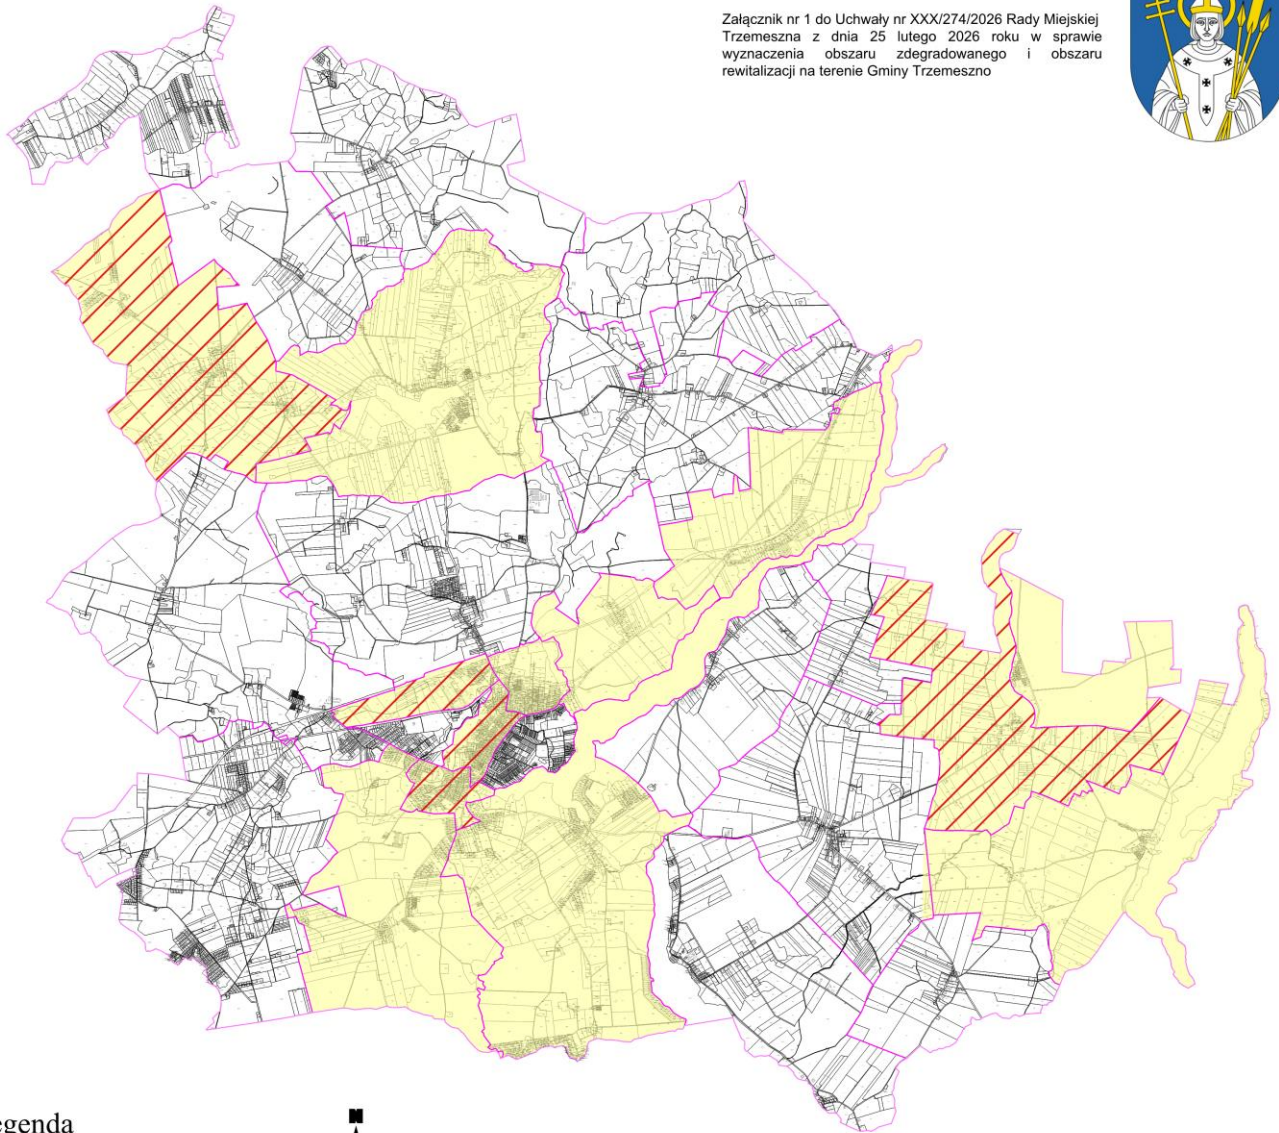 Załącznik nr 1 do Uchwały nr XXX/274/2026 Rady Miejskiej
Trzemeszna z dnia 25 lutego 2026 roku w sprawie
wyznaczenia obszaru zdegradowanego i obszaru
rewitalizacji na terenie Gminy Trzemeszno
egenda
N